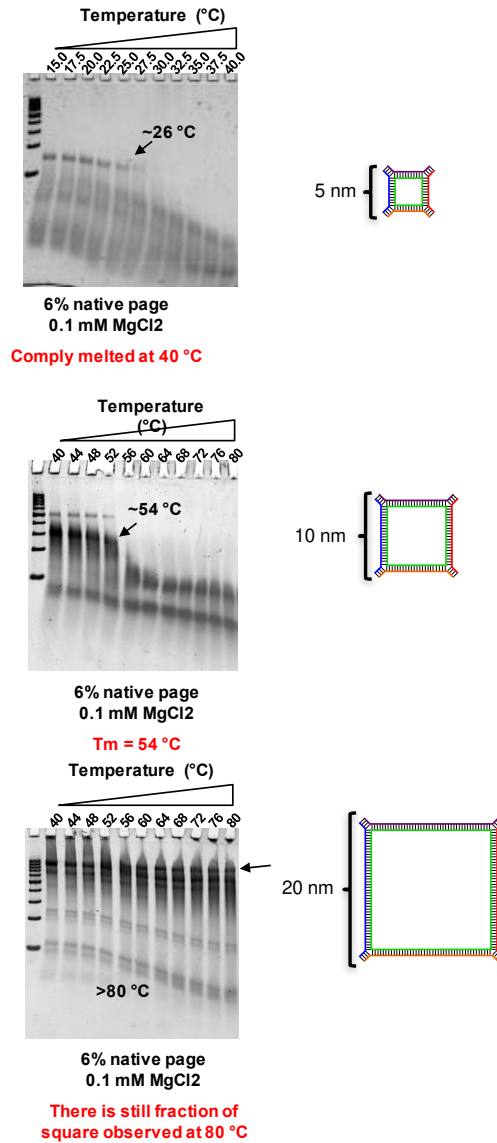 Temperature (°C)
15.0 17.5 20.0 22.5 25.0 27.5 30.0 32.5 35.0 37.5 40.0
~26 °C
5 nm
6% native page
0.1 mM MgCl2
Comply melted at 40 °C
Temperature
(°C)
40 44 48 52 56 60 64 68 72 76 80
~54 °C
10 nm
6% native page
0.1 mM MgCl2
Tm = 54 °C
Temperature (°C)
40 44 48 52 56 60 64 68 72 76 80
20 nm
>80 °C
6% native page
0.1 mM MgCl2
There is still fraction of
square observed at 80 °C